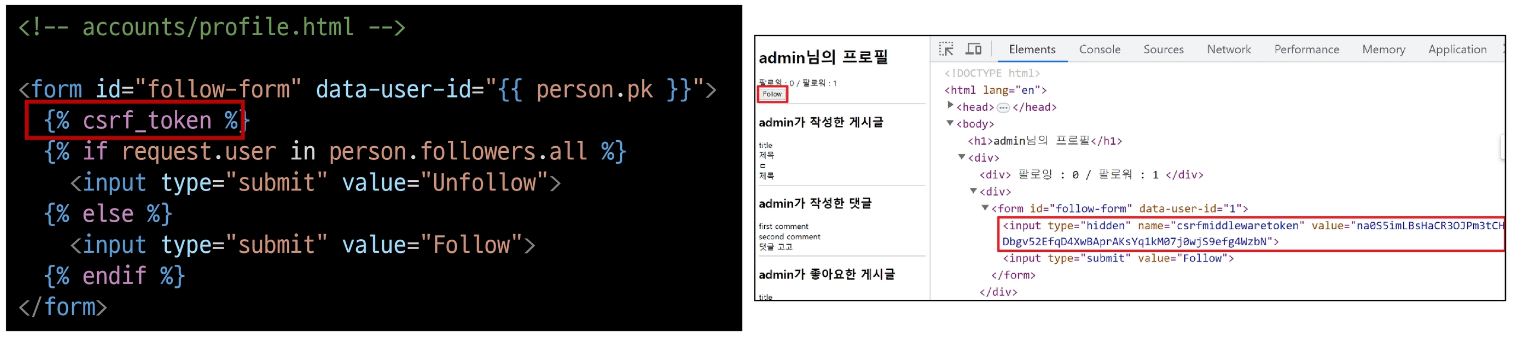 <!-- accounts/profile.html -->
<form id="follow-form" data-user-id="{{ person.pk }}">
{% csrf_token %}
{% if request.user in person.followers.all %}
<input type="submit" value="Unfollow">
{% else %}
<input type="submit" value="Follow">
{% endif %}
</form>
admin님의 프로필
팔로잉 : 0 / 팔로워 : 1
Follow
admin가 작성한 게시글
title
제목
ㄷ
제목
admin가 작성한 댓글
first comment
second comment
댓글 고고
admin가 좋아요한 게시글
title
Elements Console Sources Network Performance Memory Application
<!DOCTYPE html>
<html lang="en">
<head>…</head>
<body>
<h1>admin님의 프로필</h1>
<div>
<div> 팔로잉 : 0 / 팔로워 : 1 </div>
<div>
<form id="follow-form" data-user-id="1">
<input type="hidden" name="csrfmiddlewaretoken" value="na0S5imLBsHaCR3OJPm3tCH
Dbgv52EfqD4XwBAprAKsYq1kM07j0wjS9efg4WzbN">
<input type="submit" value="Follow">
</form>
</div>